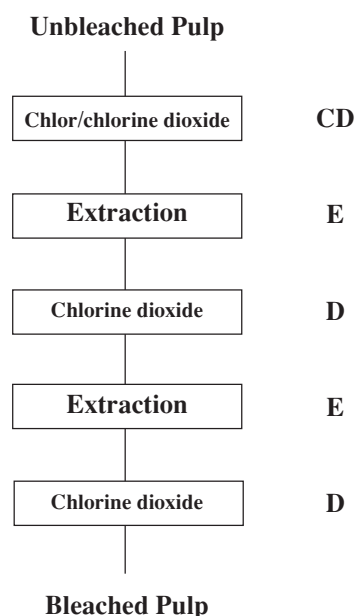 Unbleached Pulp
Chlor/chlorine dioxide CD
Extraction E
Chlorine dioxide D
Extraction E
Chlorine dioxide D
Bleached Pulp